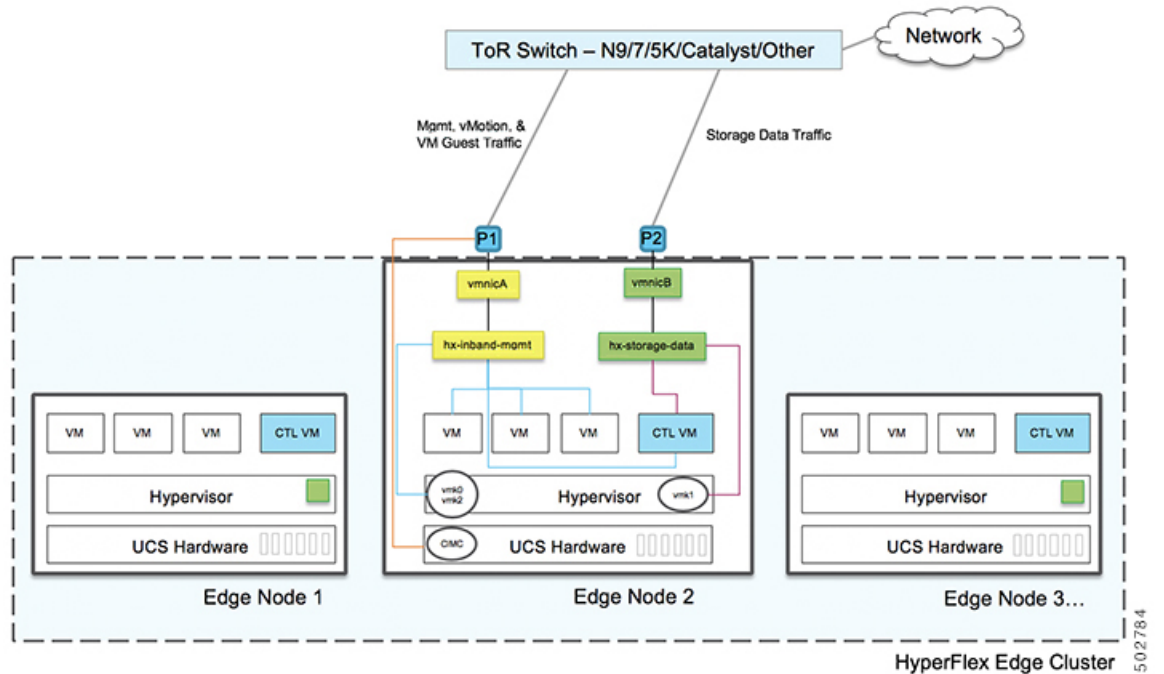 Network
ToR Switch – N9/7/5K/Catalyst/Other
Mgmt, vMotion, &
VM Guest Traffic
Storage Data Traffic
P1
P2
vmnicA
vmnicB
hx-inband-mgmt
hx-storage-data
VM
VM
VM
CTL VM
Hypervisor
UCS Hardware
Edge Node 1
VM
VM
VM
CTL VM
vmk0
vmk2
Hypervisor
vmk1
CIMC
UCS Hardware
Edge Node 2
VM
VM
VM
CTL VM
Hypervisor
UCS Hardware
Edge Node 3...
HyperFlex Edge Cluster
502784